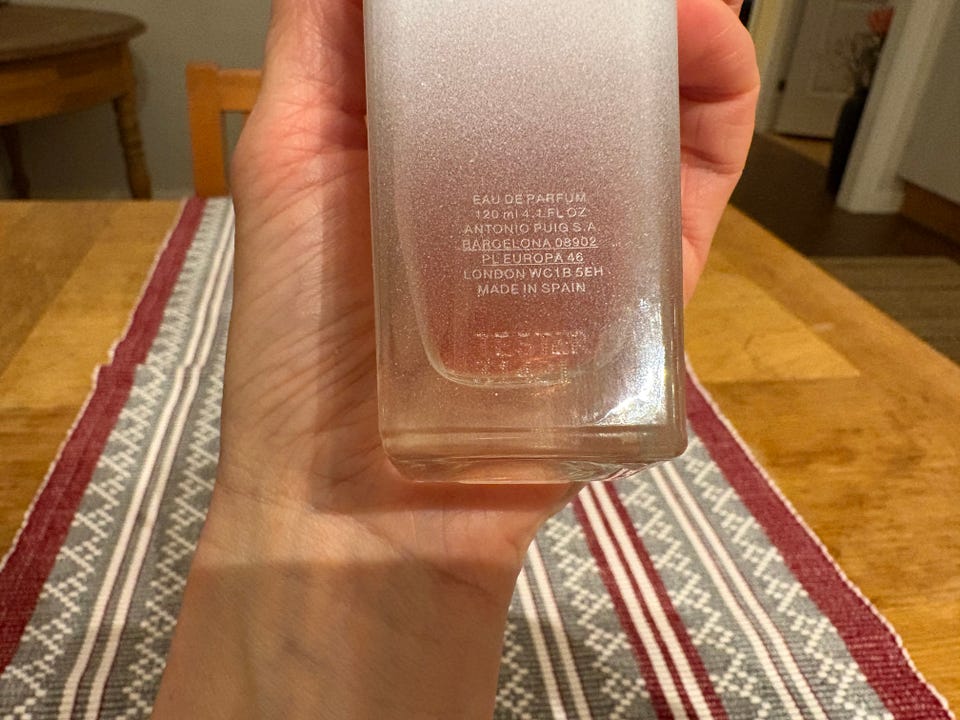 EAU DE PARFUM
120 ml 4.1 FL OZ
ANTONIO PUIG S.A.
BARCELONA 08902
PL EUROPA 46
LONDON WC1B 5EH
MADE IN SPAIN
TESTER